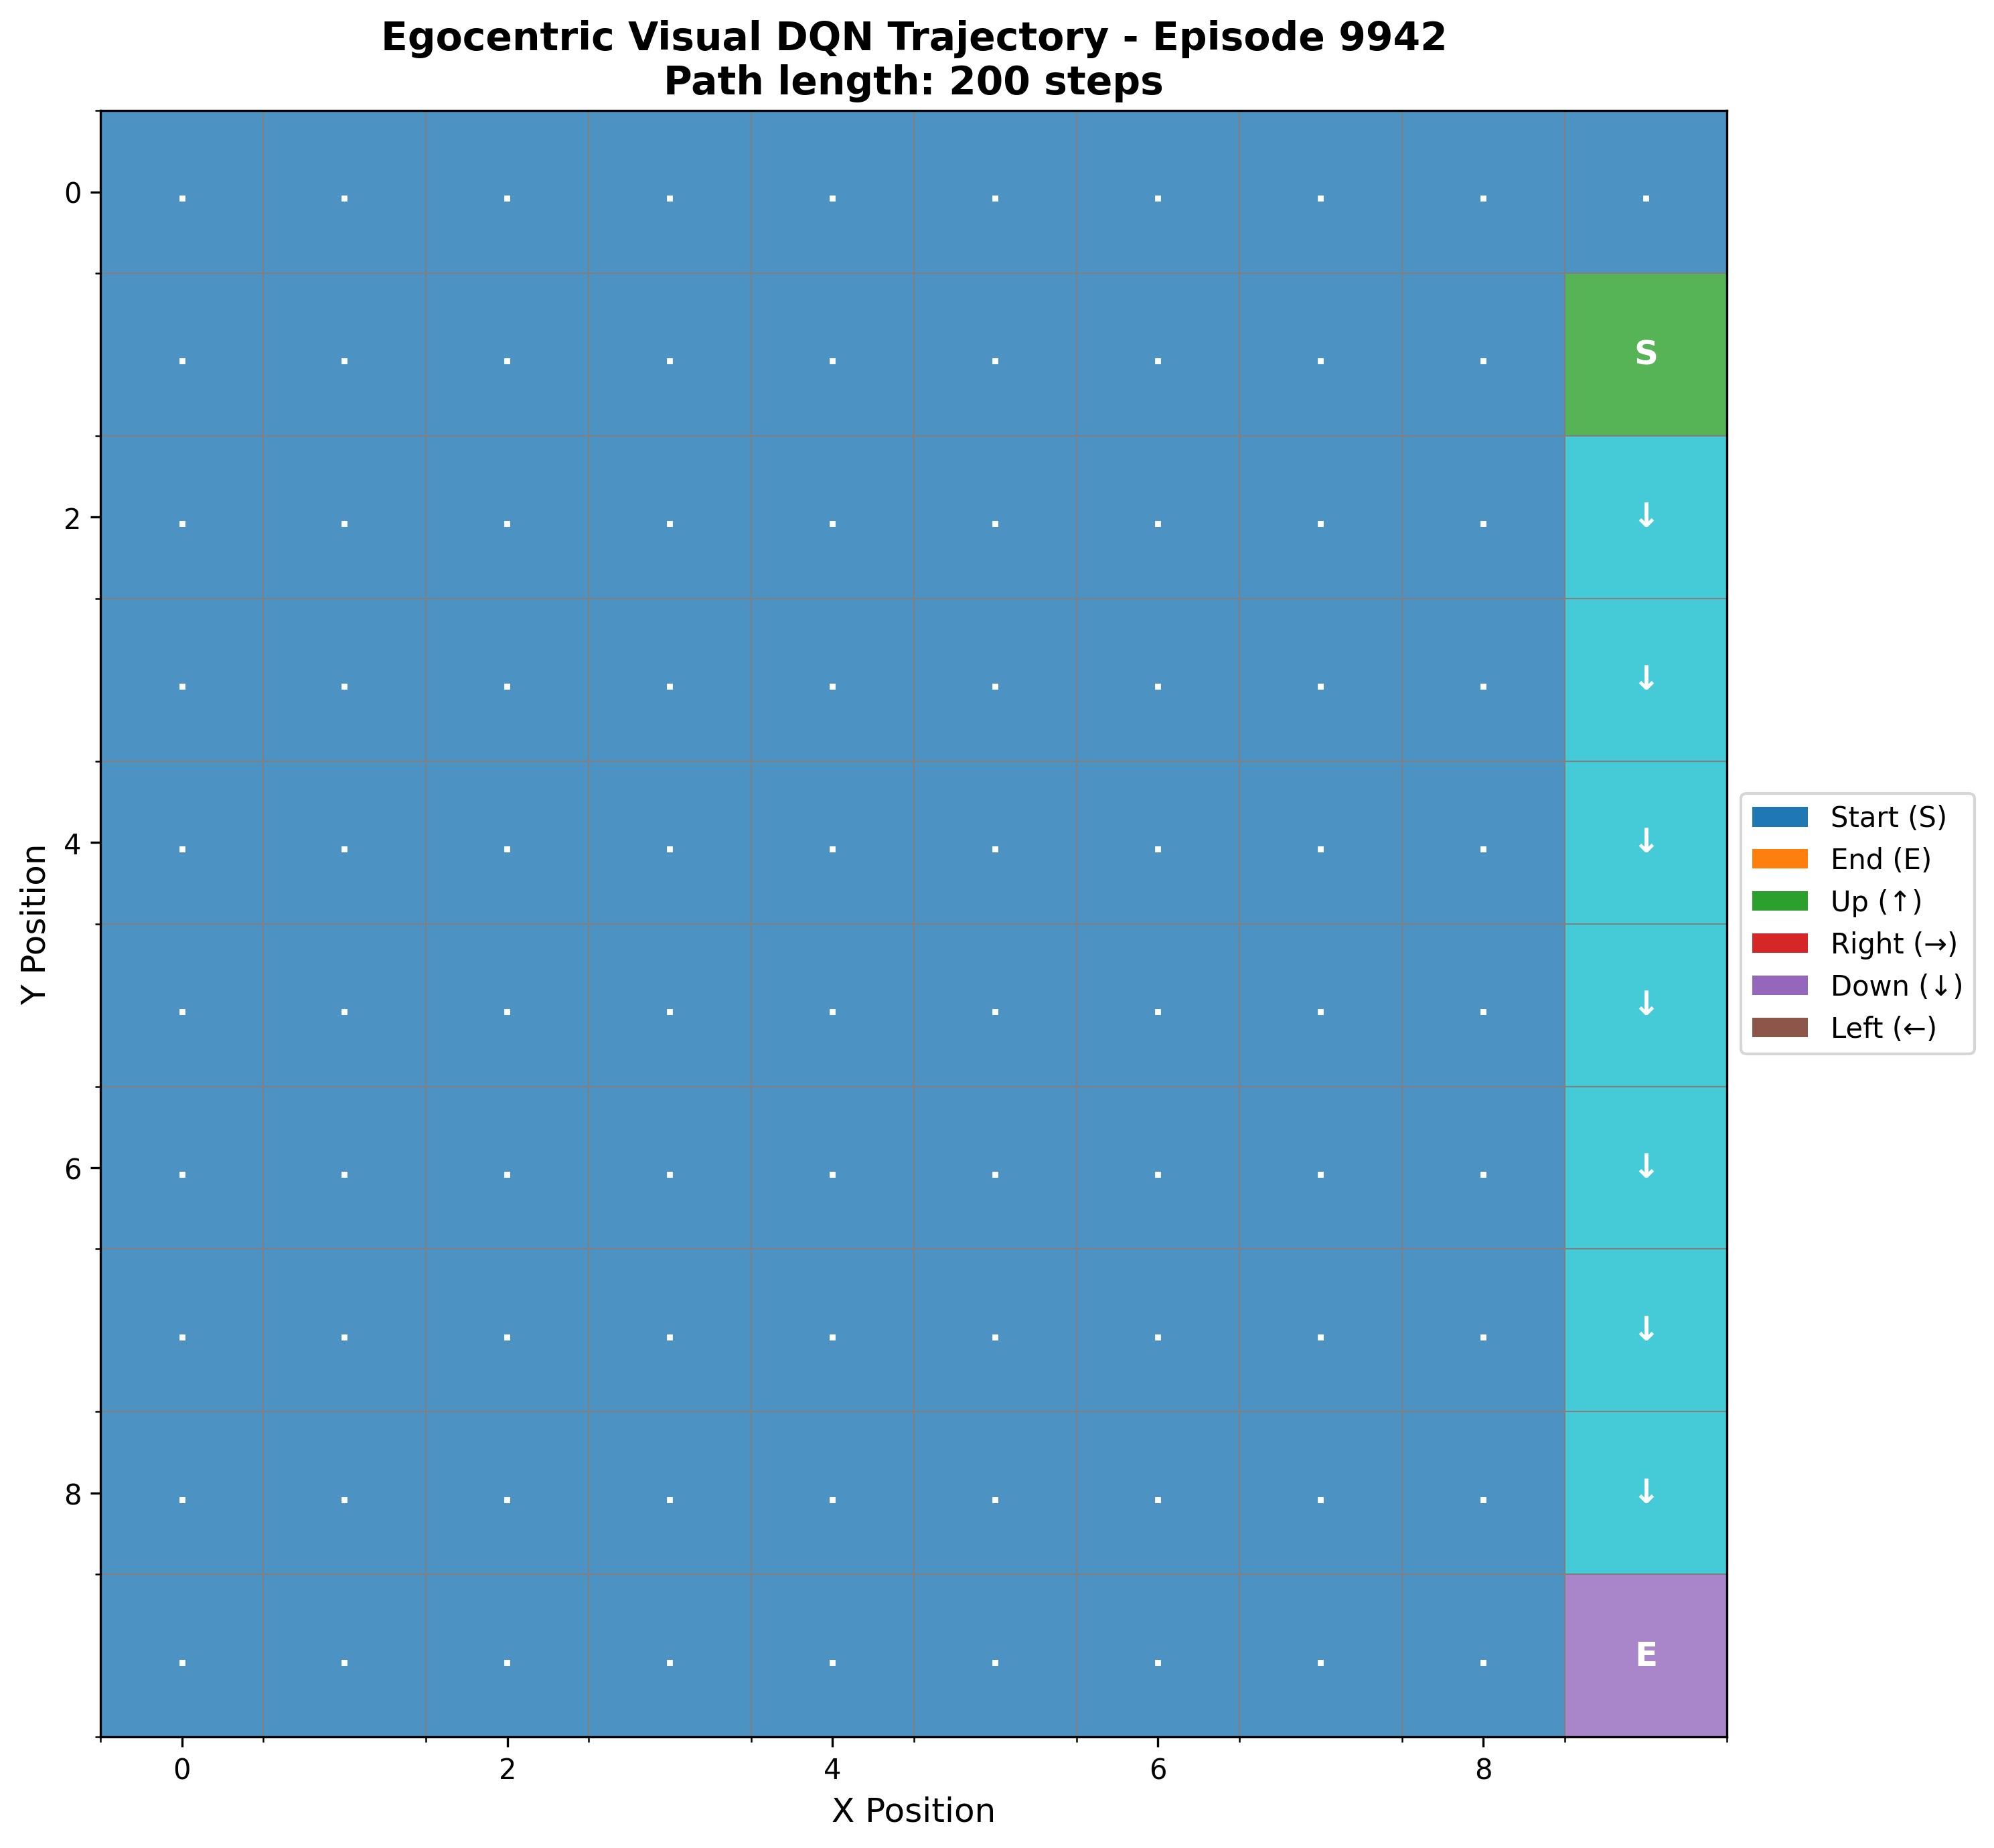 Egocentric Visual DQN Trajectory - Episode 9942
Path length: 200 steps
0
S
2 ↓
↓
Y Position
4 ↓
↓
6 ↓
↓
8 ↓
E
0 2 4 6 8
X Position
Start (S)
End (E)
Up (↑)
Right (→)
Down (↓)
Left (←)